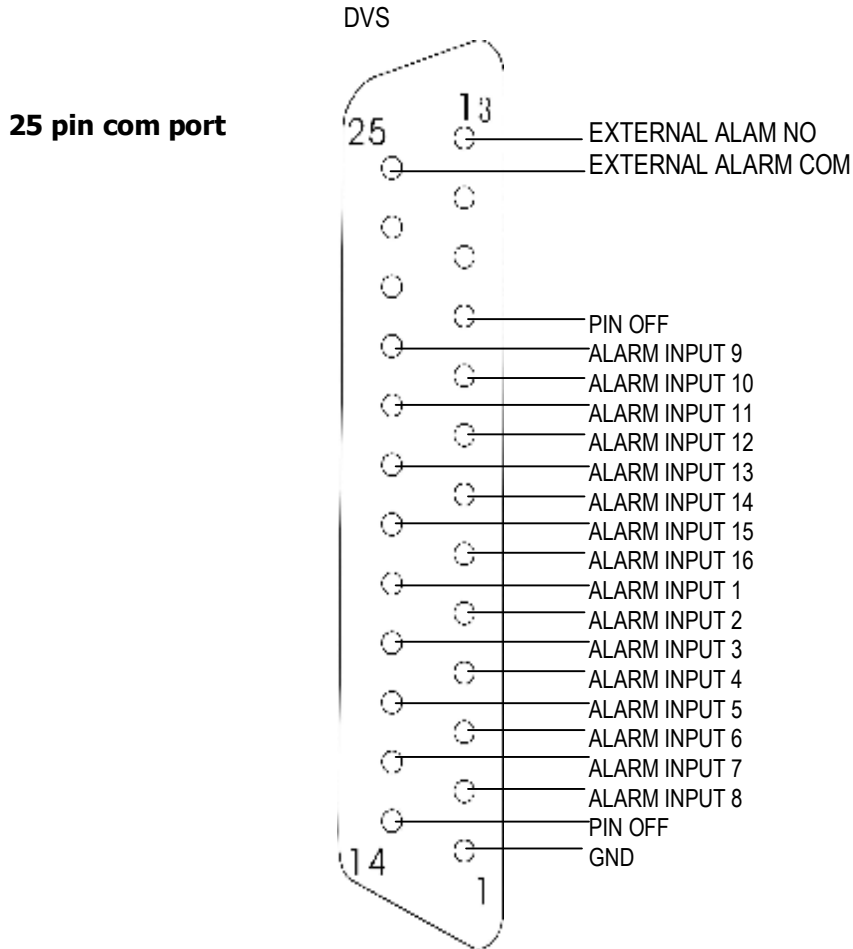 DVS
25 pin com port
13
25
EXTERNAL ALAM NO
EXTERNAL ALARM COM
PIN OFF
ALARM INPUT 9
ALARM INPUT 10
ALARM INPUT 11
ALARM INPUT 12
ALARM INPUT 13
ALARM INPUT 14
ALARM INPUT 15
ALARM INPUT 16
ALARM INPUT 1
ALARM INPUT 2
ALARM INPUT 3
ALARM INPUT 4
ALARM INPUT 5
ALARM INPUT 6
ALARM INPUT 7
ALARM INPUT 8
PIN OFF
GND
14
1